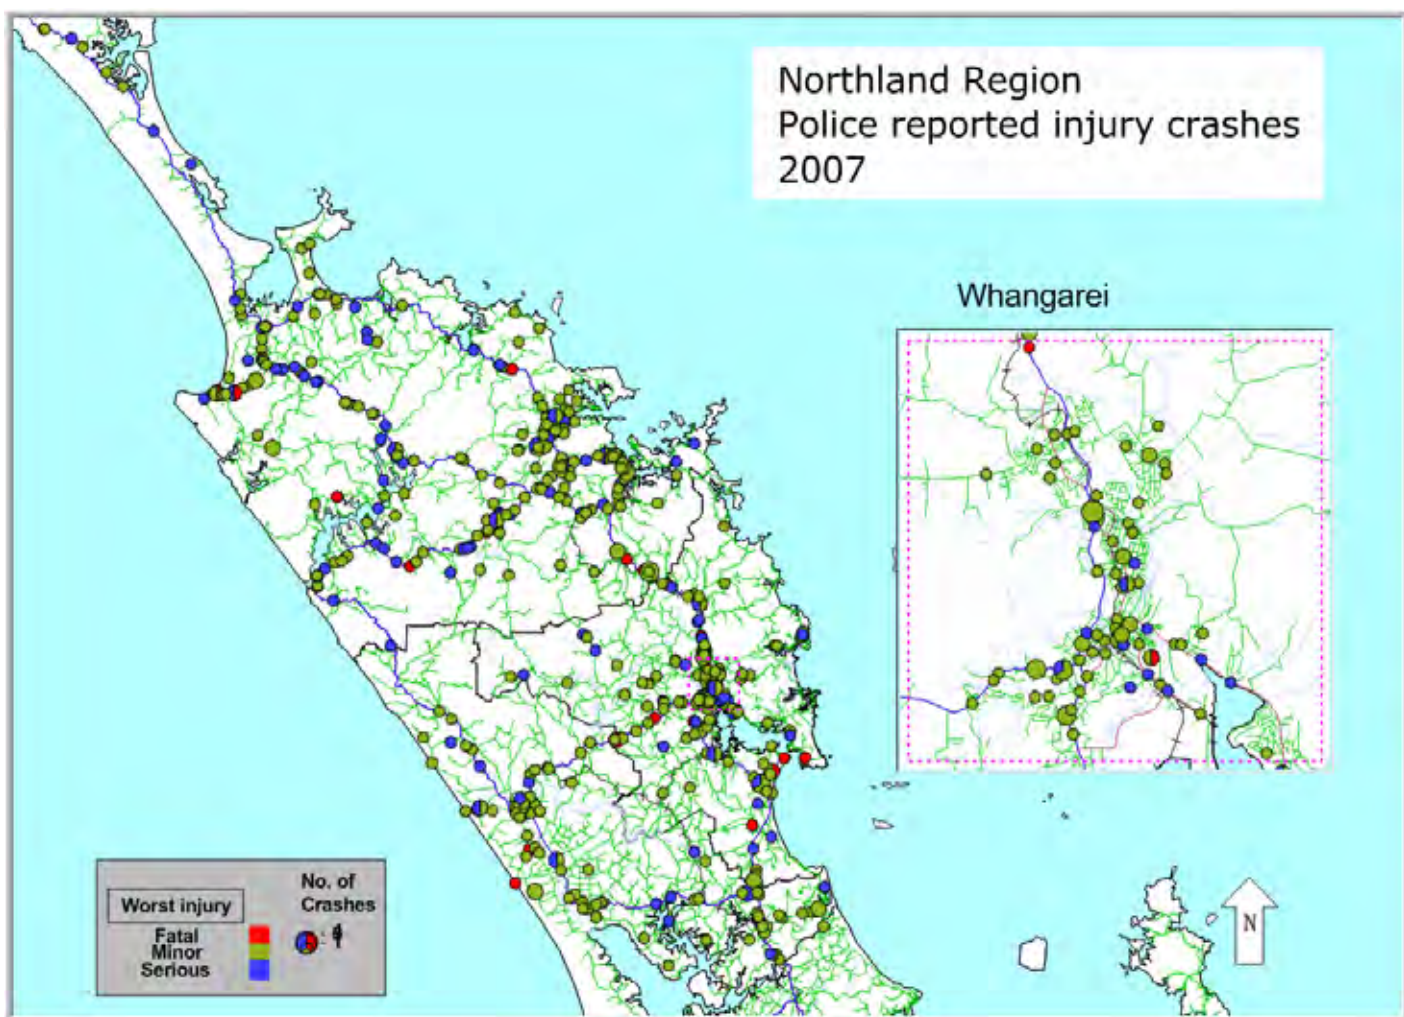 Northland Region
Police reported injury crashes
2007
Whangarei
No. of
Crashes
Worst injury
Fatal
Minor
Serious
N